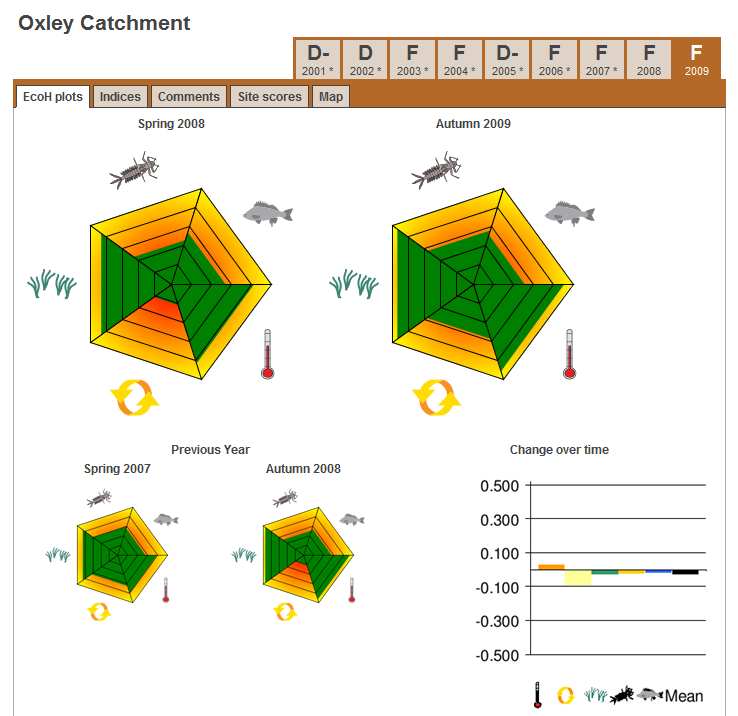 Oxley Catchment
D- D F F D- F F F F
2001 * 2002 * 2003 * 2004 * 2005 * 2006 * 2007 * 2008 2009
EcoH plots Indices Comments Site scores Map
Spring 2008 Autumn 2009
Previous Year Change over time
Spring 2007 Autumn 2008
0.500
0.300
0.100
-0.100
-0.300
-0.500
Mean